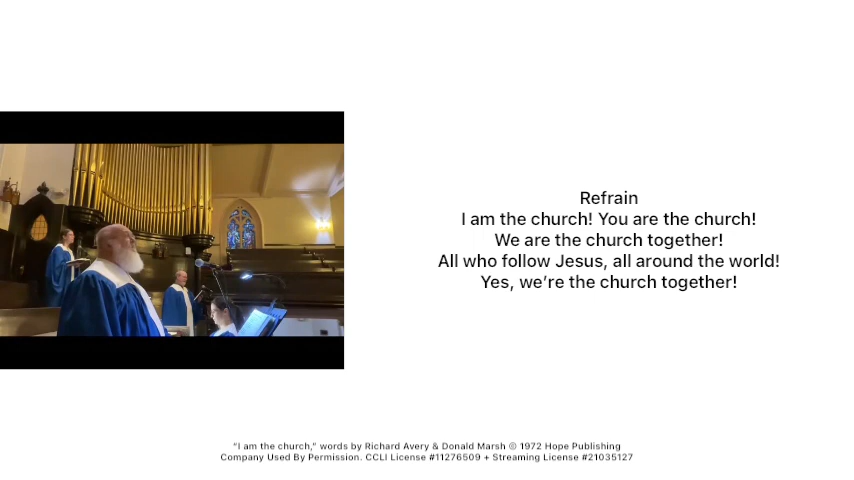 Refrain
I am the church! You are the church!
We are the church together!
All who follow Jesus, all around the world!
Yes, we’re the church together!
“I am the church,” words by Richard Avery & Donald Marsh © 1972 Hope Publishing
Company Used By Permission. CCLI License #11276509 + Streaming License #21035127